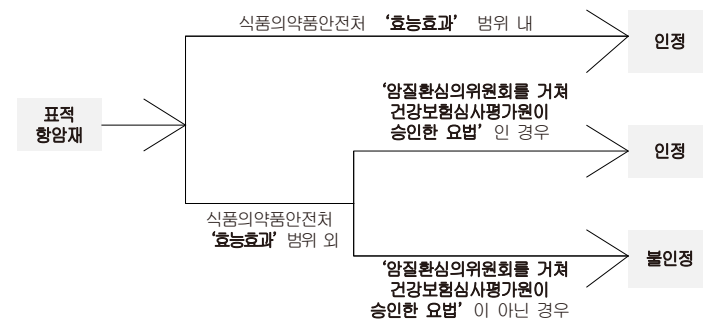 식품의약품안전처 '효능효과' 범위 내
인정
표적
항암재
'암질환심의위원회를 거쳐
건강보험심사평가원이
승인한 요법' 인 경우
인정
식품의약품안전처
'효능효과' 범위 외
'암질환심의위원회를 거쳐
건강보험심사평가원이
승인한 요법' 이 아닌 경우
불인정